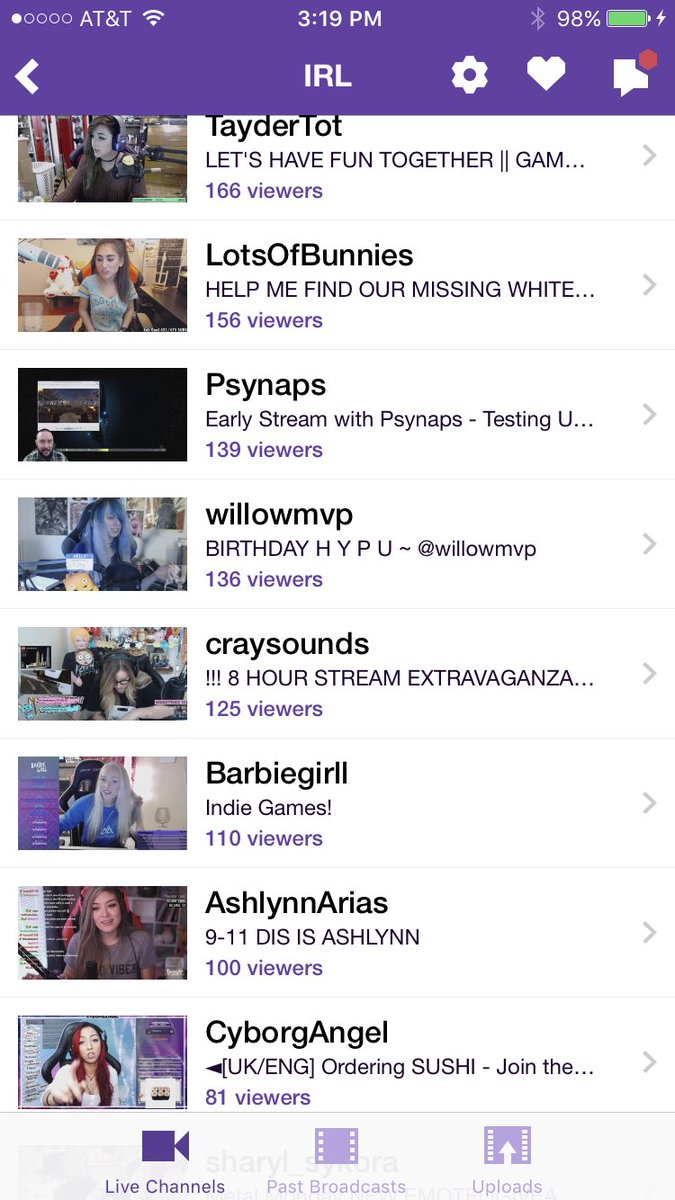 AT&T
3:19 PM
98%
IRL
TayderTot
LET'S HAVE FUN TOGETHER || GAM...
166 viewers
LotsOfBunnies
HELP ME FIND OUR MISSING WHITE...
156 viewers
Psynaps
Early Stream with Psynaps - Testing U...
139 viewers
willowmvp
BIRTHDAY H Y P U ~ @willowmvp
136 viewers
craysounds
!!! 8 HOUR STREAM EXTRAVAGANZA...
125 viewers
Barbiegirll
Indie Games!
110 viewers
AshlynnArias
9-11 DIS IS ASHLYNN
100 viewers
CyborgAngel
◄[UK/ENG] Ordering SUSHI - Join the...
81 viewers
sharyl_sykora
Live Channels
Past Broadcasts
Uploads